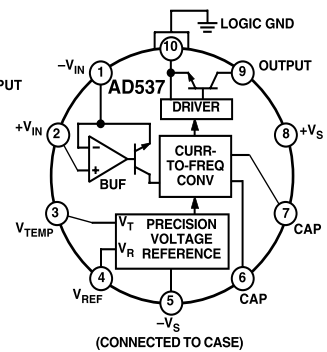 LOGIC GND
10
–VIN
1
AD537
9
OUTPUT
DRIVER
PUT
+VIN
2
–
+
BUF
CURR-
TO-FREQ
CONV
8
+VS
3
VTEMP
VT
VR
PRECISION
VOLTAGE
REFERENCE
7
CAP
4
VREF
5
–VS
6
CAP
(CONNECTED TO CASE)